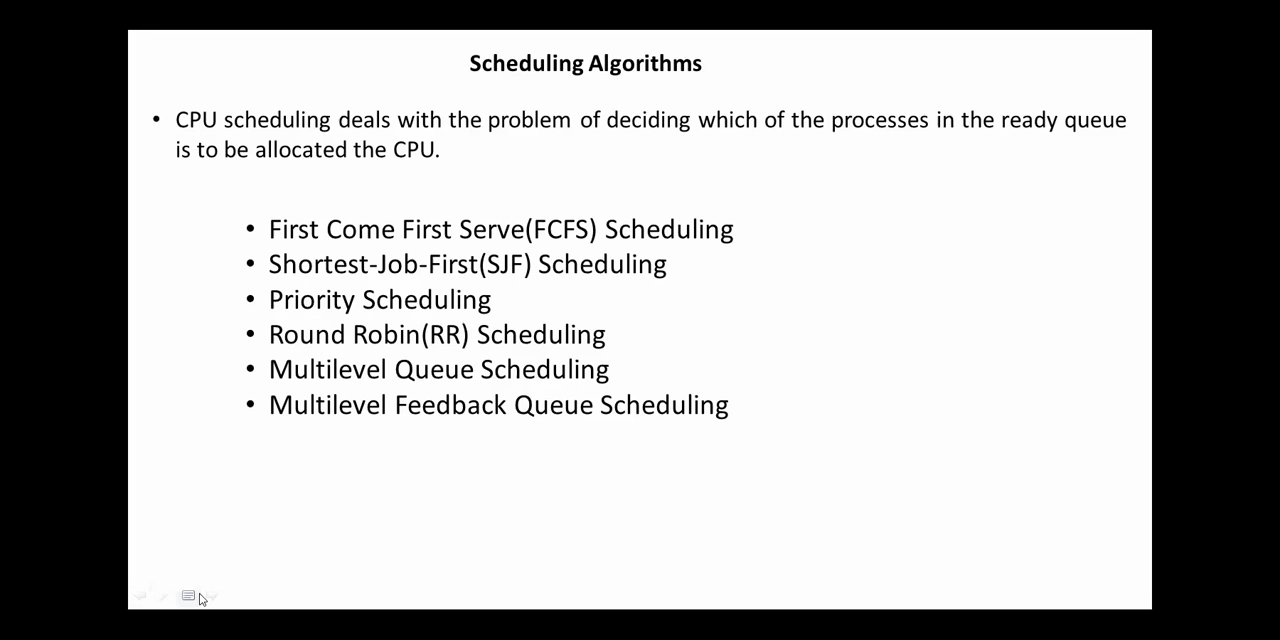 Scheduling Algorithms
• CPU scheduling deals with the problem of deciding which of the processes in the ready queue
is to be allocated the CPU.
• First Come First Serve(FCFS) Scheduling
• Shortest-Job-First(SJF) Scheduling
• Priority Scheduling
• Round Robin(RR) Scheduling
• Multilevel Queue Scheduling
• Multilevel Feedback Queue Scheduling